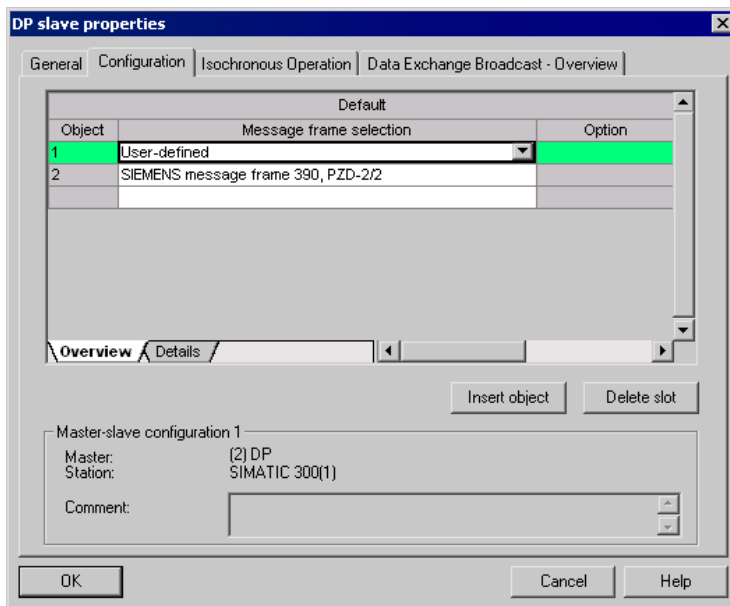 DP slave properties
General Configuration Isochronous Operation Data Exchange Broadcast - Overview
Default
Object Message frame selection Option
1 User-defined
2 SIEMENS message frame 390, PZD-2/2
Overview Details
Insert object Delete slot
Master-slave configuration 1
Master: (2) DP
Station: SIMATIC 300(1)
Comment:
OK Cancel Help